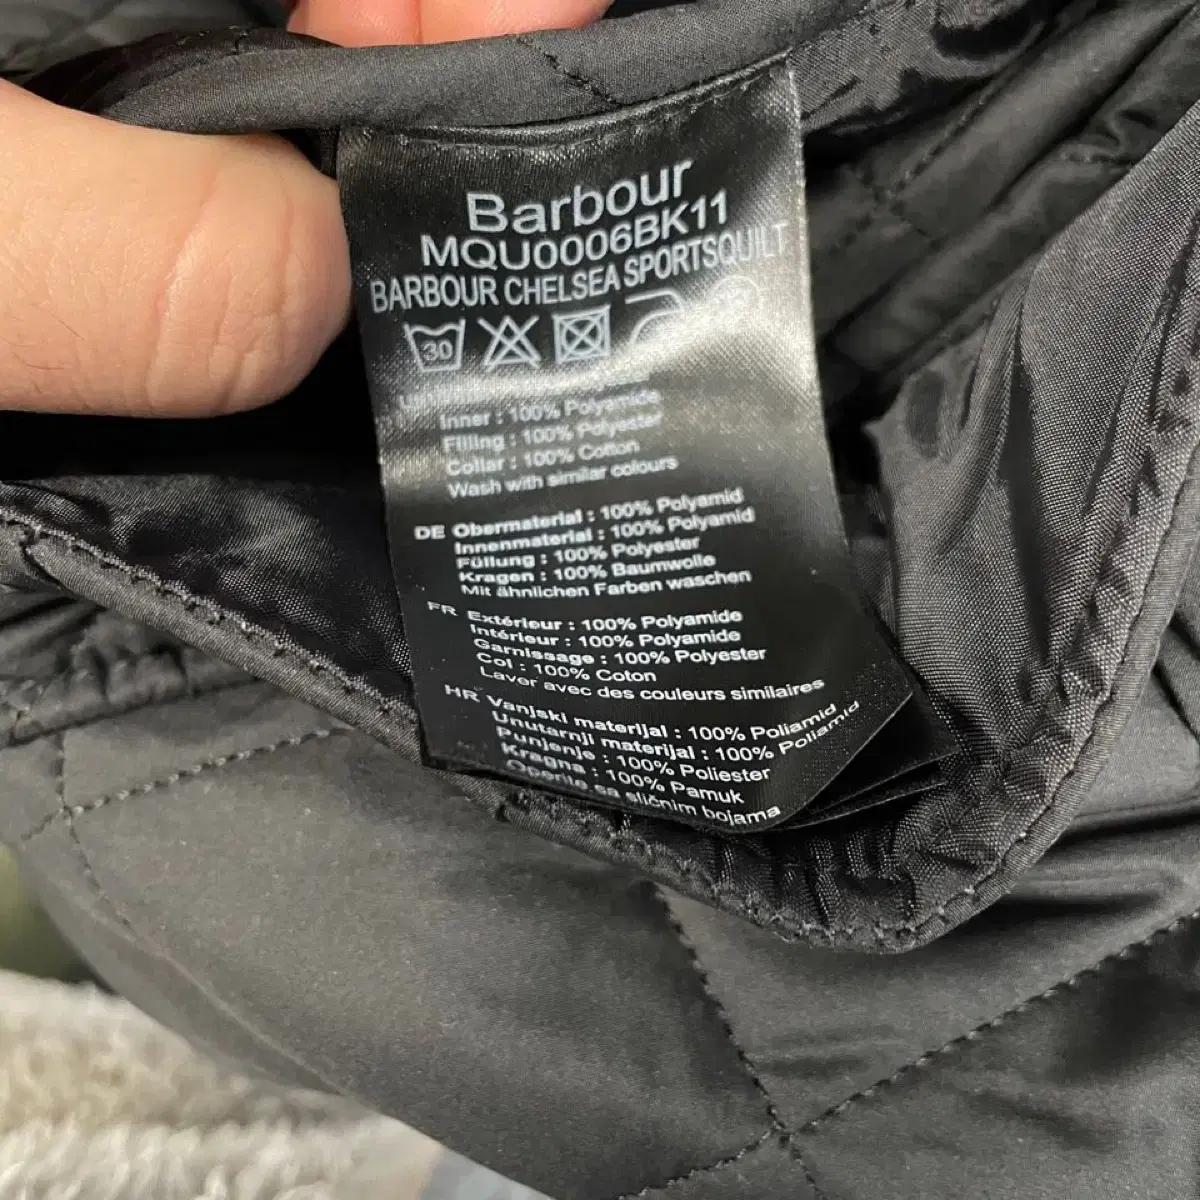 Barbour
MQU0006BK11
BARBOUR CHELSEA SPORTSQUILT
30
Inner : 100% Polyamide
Filling : 100% Polyester
Collar : 100% Cotton
Wash with similar colours
DE Obermaterial : 100% Polyamid
Innenmaterial : 100% Polyamid
Füllung : 100% Polyester
Kragen : 100% Baumwolle
Mit ähnlichen Farben waschen
FR Extérieur : 100% Polyamide
Intérieur : 100% Polyamide
Garnissage : 100% Polyester
Col : 100% Coton
Laver avec des couleurs similaires
HR Vanjski materijal : 100% Poliamid
Unutarnji materijal : 100% Poliamid
Punjenje : 100% Poliester
Kragna : 100% Pamuk
Operite sa sličnim bojama